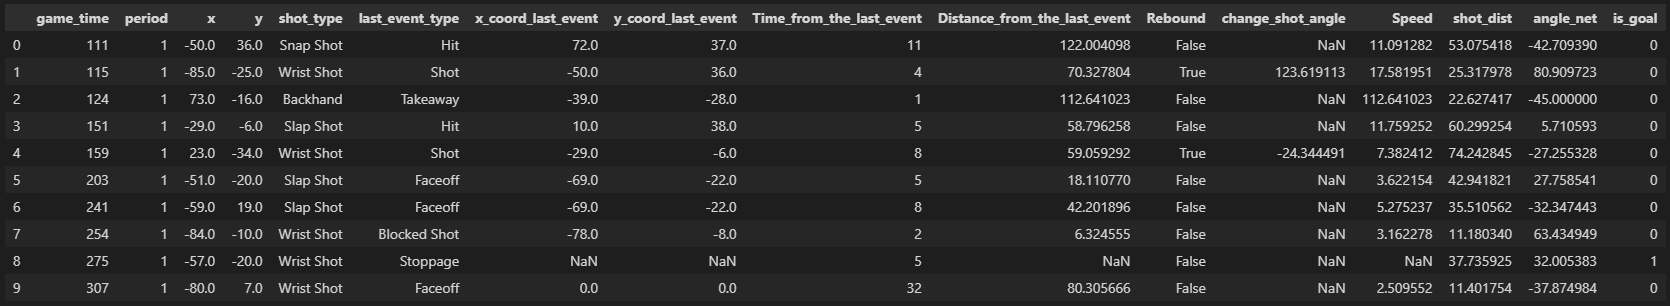 game_time period x y shot_type last_event_type x_coord_last_event y_coord_last_event Time_from_the_last_event Distance_from_the_last_event Rebound change_shot_angle Speed shot_dist angle_net is_goal
0 111 1 -50.0 36.0 Snap Shot Hit 72.0 37.0 11 122.004098 False NaN 11.091282 53.075418 -42.709390 0
1 115 1 -85.0 -25.0 Wrist Shot Shot -50.0 36.0 4 70.327804 True 123.619113 17.581951 25.317978 80.909723 0
2 124 1 73.0 -16.0 Backhand Takeaway -39.0 -28.0 1 112.641023 False NaN 112.641023 22.627417 -45.000000 0
3 151 1 -29.0 -6.0 Slap Shot Hit 10.0 38.0 5 58.796258 False NaN 11.759252 60.299254 5.710593 0
4 159 1 23.0 -34.0 Wrist Shot Shot -29.0 -6.0 8 59.059292 True -24.344491 7.382412 74.242845 -27.255328 0
5 203 1 -51.0 -20.0 Slap Shot Faceoff -69.0 -22.0 5 18.110770 False NaN 3.622154 42.941821 27.758541 0
6 241 1 -59.0 19.0 Slap Shot Faceoff -69.0 -22.0 8 42.201896 False NaN 5.275237 35.510562 -32.347443 0
7 254 1 -84.0 -10.0 Wrist Shot Blocked Shot -78.0 -8.0 2 6.324555 False NaN 3.162278 11.180340 63.434949 0
8 275 1 -57.0 -20.0 Wrist Shot Stoppage NaN NaN 5 NaN False NaN NaN 37.735925 32.005383 1
9 307 1 -80.0 7.0 Wrist Shot Faceoff 0.0 0.0 32 80.305666 False NaN 2.509552 11.401754 -37.874984 0